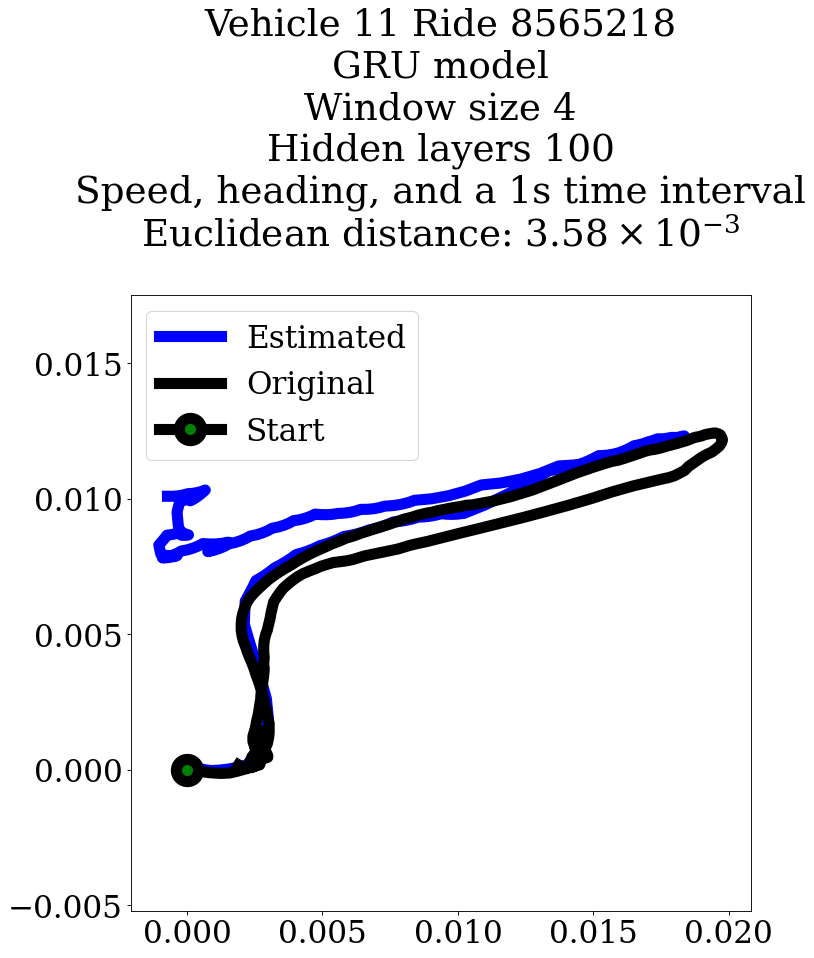 Vehicle 11 Ride 8565218
GRU model
Window size 4
Hidden layers 100
Speed, heading, and a 1s time interval
Euclidean distance: 3.58 × 10⁻³
Estimated
Original
Start
0.015
0.010
0.005
0.000
−0.005
0.000 0.005 0.010 0.015 0.020